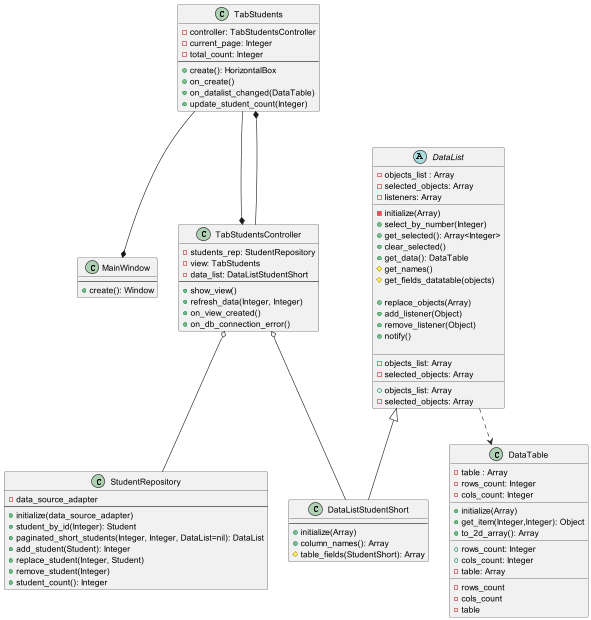 C TabStudents
controller: TabStudentsController
current_page: Integer
total_count: Integer
create(): HorizontalBox
on_create()
on_datalist_changed(DataTable)
update_student_count(Integer)
A DataList
objects_list : Array
selected_objects: Array
listeners: Array
initialize(Array)
select_by_number(Integer)
get_selected(): Array<Integer>
clear_selected()
get_data(): DataTable
get_names()
get_fields_datatable(objects)
replace_objects(Array)
add_listener(Object)
remove_listener(Object)
notify()
objects_list: Array
selected_objects: Array
objects_list: Array
selected_objects: Array
C MainWindow
create(): Window
C TabStudentsController
students_rep: StudentRepository
view: TabStudents
data_list: DataListStudentShort
show_view()
refresh_data(Integer, Integer)
on_view_created()
on_db_connection_error()
C StudentRepository
data_source_adapter
initialize(data_source_adapter)
student_by_id(Integer): Student
paginated_short_students(Integer, Integer, DataList=nil): DataList
add_student(Student): Integer
replace_student(Integer, Student)
remove_student(Integer)
student_count(): Integer
C DataListStudentShort
initialize(Array)
column_names(): Array
table_fields(StudentShort): Array
C DataTable
table : Array
rows_count: Integer
cols_count: Integer
initialize(Array)
get_item(Integer,Integer): Object
to_2d_array(): Array
rows_count: Integer
cols_count: Integer
table: Array
rows_count
cols_count
table